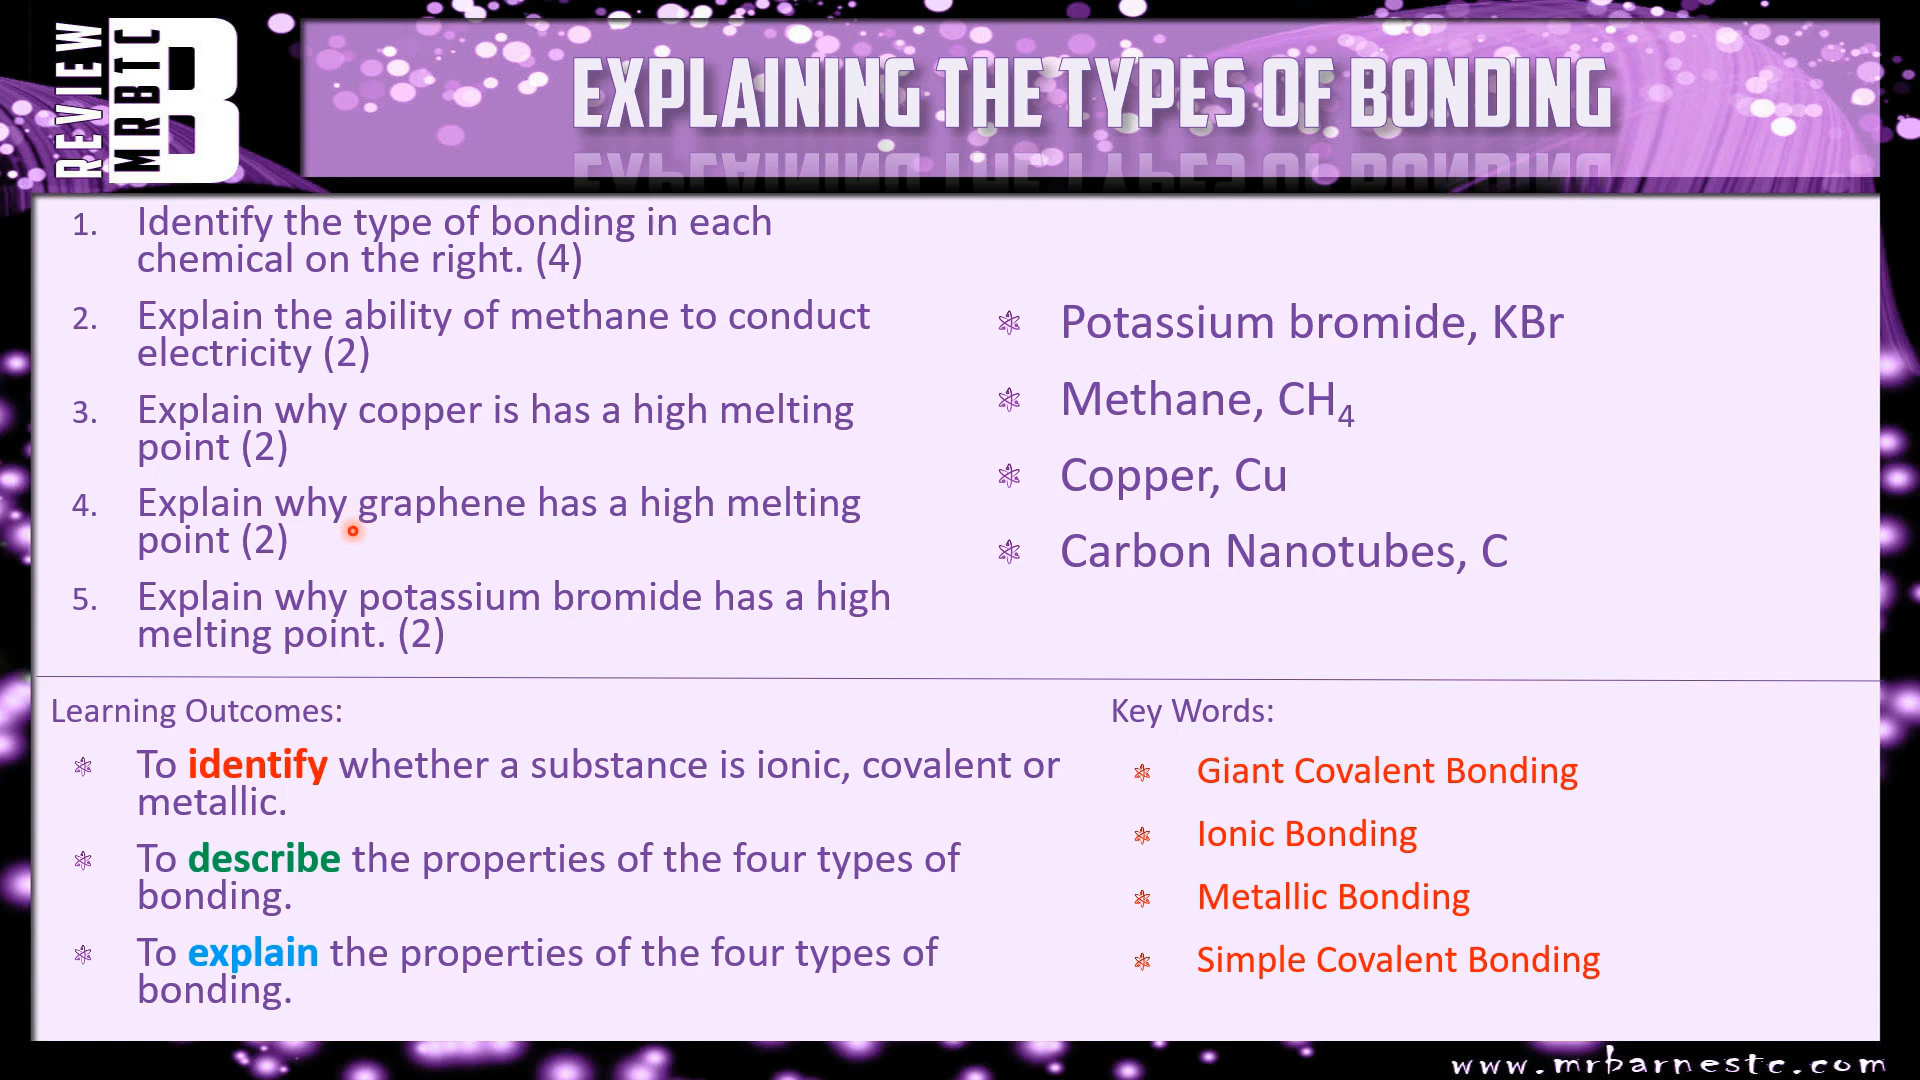 REVIEW
MRBTC
B
EXPLAINING THE TYPES OF BONDING
1. Identify the type of bonding in each
chemical on the right. (4)
2. Explain the ability of methane to conduct
electricity (2)
3. Explain why copper is has a high melting
point (2)
4. Explain why graphene has a high melting
point (2)
5. Explain why potassium bromide has a high
melting point. (2)
Potassium bromide, KBr
Methane, CH₄
Copper, Cu
Carbon Nanotubes, C
Learning Outcomes:
To identify whether a substance is ionic, covalent or
metallic.
To describe the properties of the four types of
bonding.
To explain the properties of the four types of
bonding.
Key Words:
Giant Covalent Bonding
Ionic Bonding
Metallic Bonding
Simple Covalent Bonding
www.mrbarnestc.com